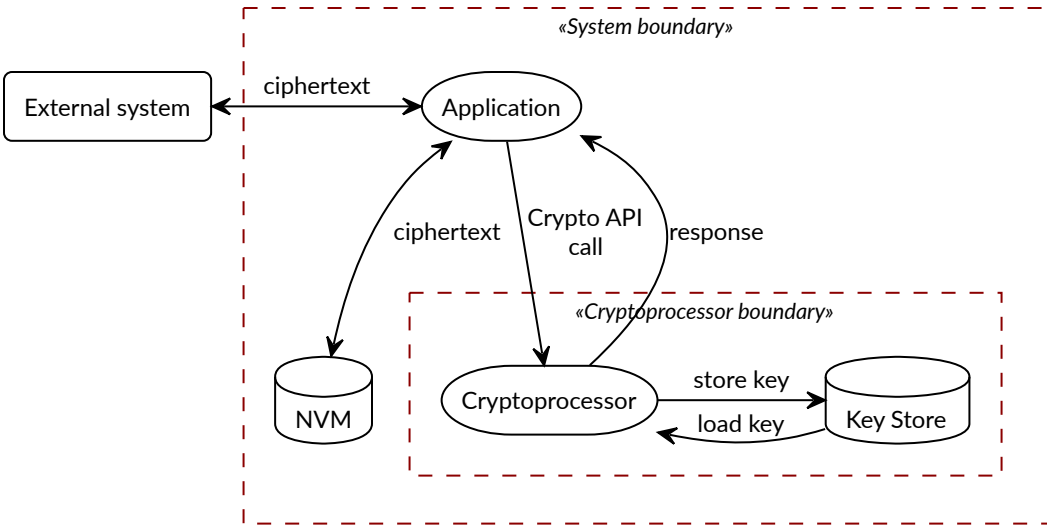 «System boundary»
ciphertext
External system
Application
ciphertext
Crypto API
call
response
«Cryptoprocessor boundary»
store key
Cryptoprocessor
load key
Key Store
NVM